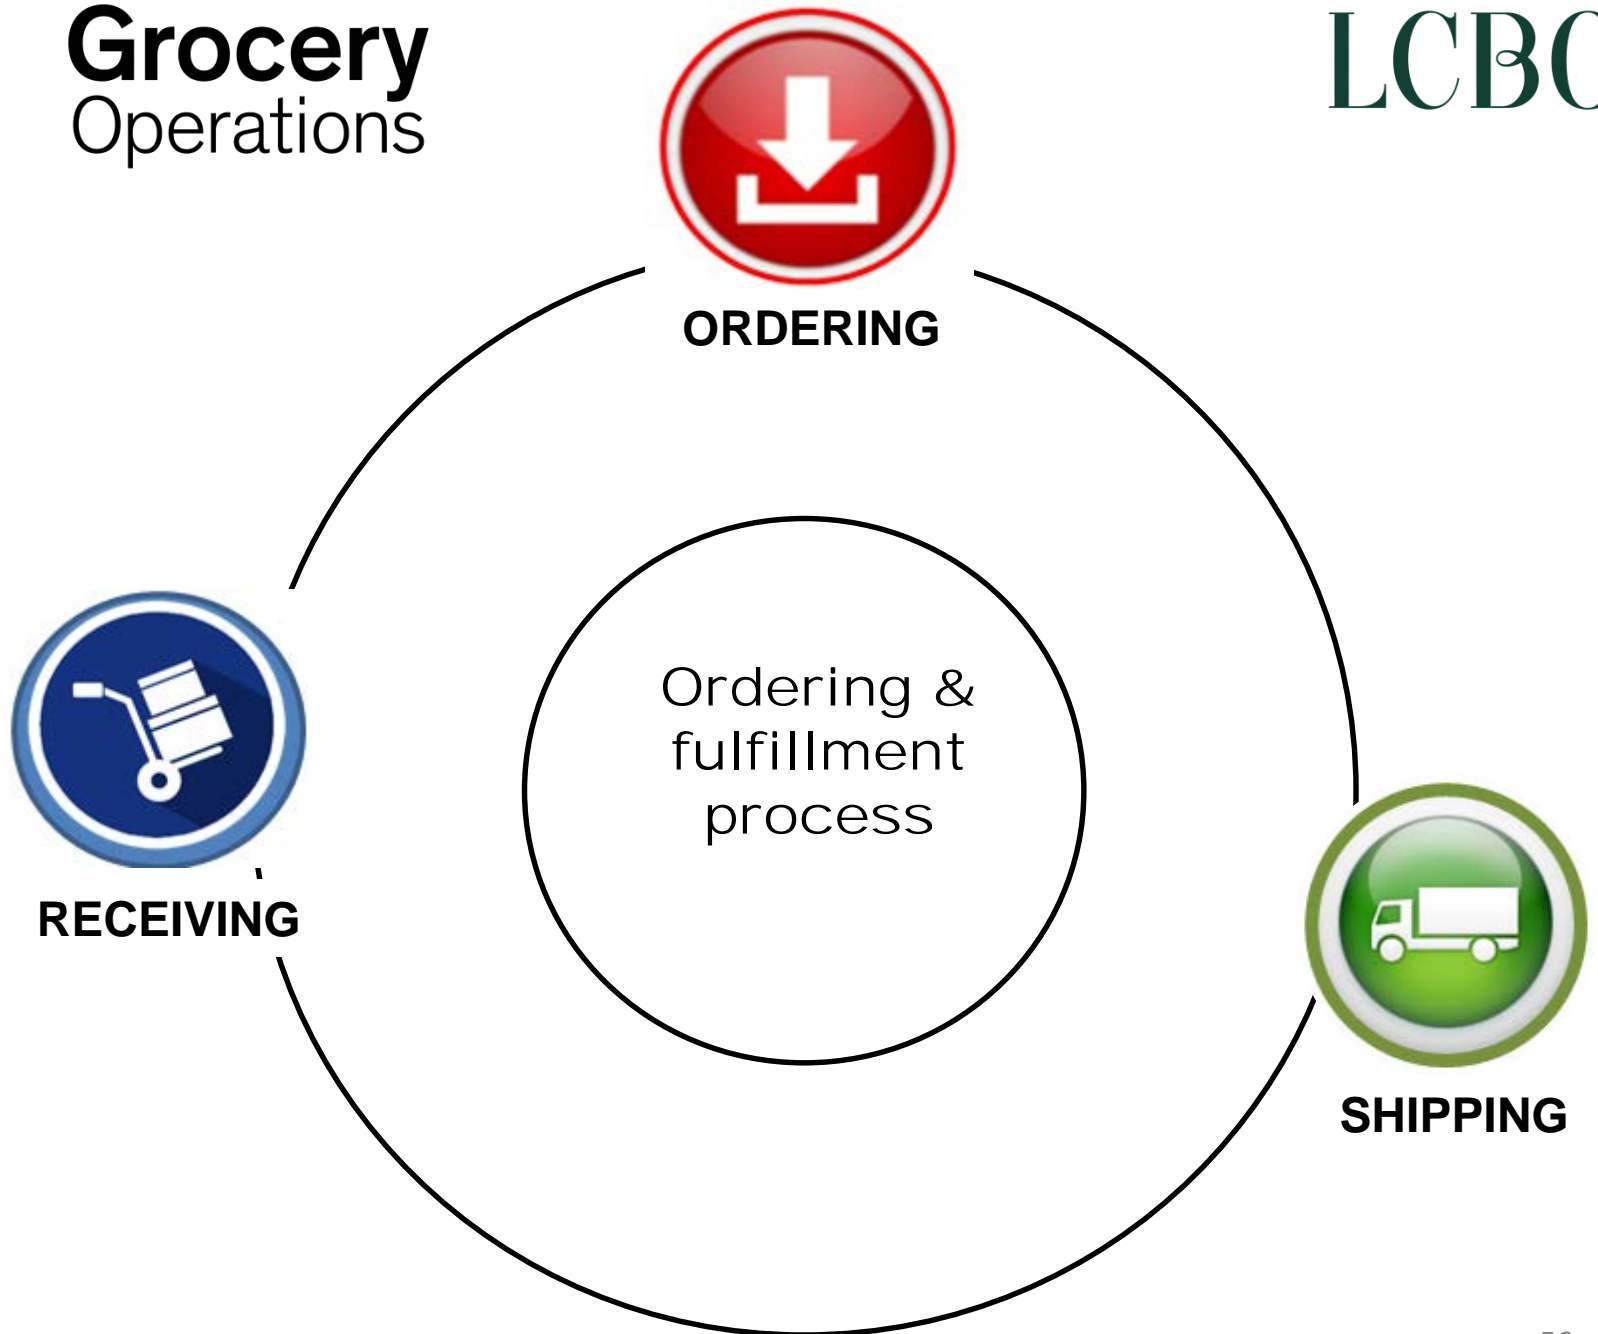 Grocery
Operations
LCBO
ORDERING
Ordering &
fulfillment
process
RECEIVING
SHIPPING